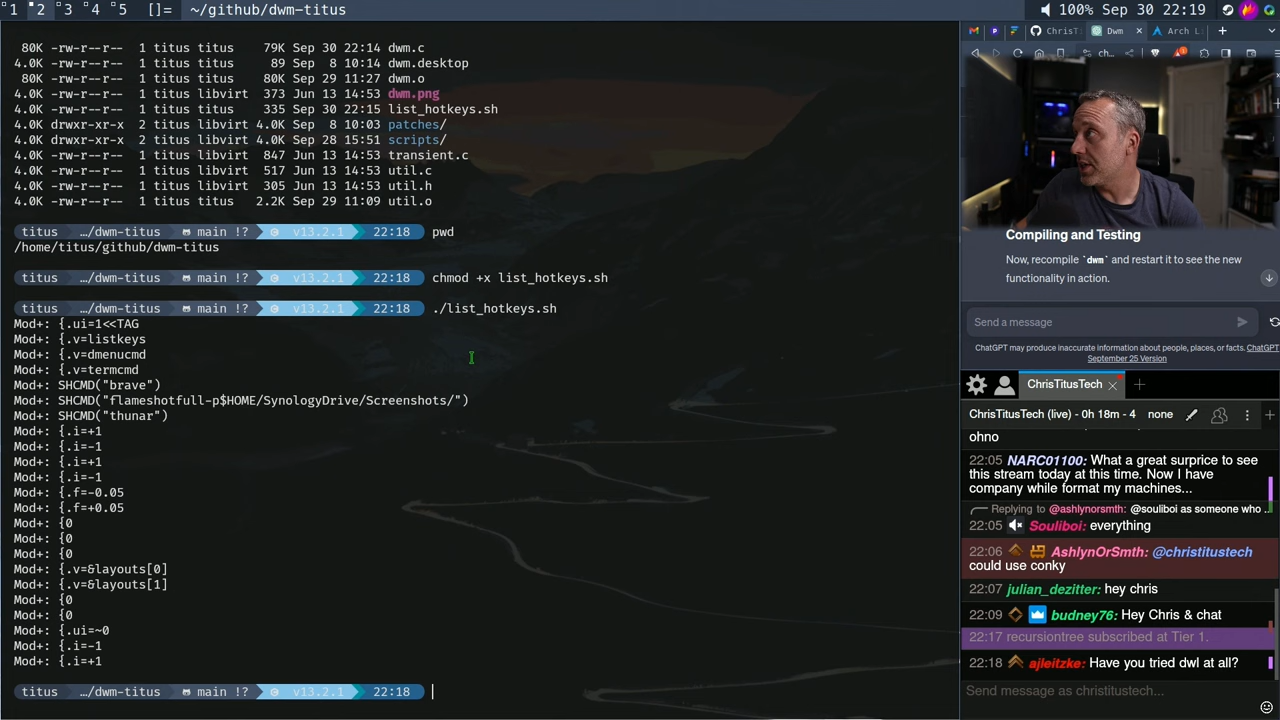 1 2 3 4 5 []= ~/github/dwm-titus 100% Sep 30 22:19
80K -rw-r--r-- 1 titus titus 79K Sep 30 22:14 dwm.c
4.0K -rw-r--r-- 1 titus titus 89 Sep 8 10:14 dwm.desktop
80K -rw-r--r-- 1 titus titus 80K Sep 29 11:27 dwm.o
4.0K -rw-r--r-- 1 titus libvirt 373 Jun 13 14:53 dwm.png
4.0K -rw-r--r-- 1 titus titus 335 Sep 30 22:15 list_hotkeys.sh
4.0K drwxr-xr-x 2 titus libvirt 4.0K Sep 8 10:03 patches/
4.0K drwxr-xr-x 2 titus libvirt 4.0K Sep 28 15:51 scripts/
4.0K -rw-r--r-- 1 titus libvirt 847 Jun 13 14:53 transient.c
4.0K -rw-r--r-- 1 titus libvirt 517 Jun 13 14:53 util.c
4.0K -rw-r--r-- 1 titus libvirt 305 Jun 13 14:53 util.h
4.0K -rw-r--r-- 1 titus titus 2.2K Sep 29 11:09 util.o
titus …/dwm-titus main !? v13.2.1 22:18 pwd
/home/titus/github/dwm-titus
titus …/dwm-titus main !? v13.2.1 22:18 chmod +x list_hotkeys.sh
titus …/dwm-titus main !? v13.2.1 22:18 ./list_hotkeys.sh
Mod+: {.ui=1<<TAG
Mod+: {.v=listkeys
Mod+: {.v=dmenucmd
Mod+: {.v=termcmd
Mod+: SHCMD("brave")
Mod+: SHCMD("flameshotfull-p$HOME/SynologyDrive/Screenshots/")
Mod+: SHCMD("thunar")
Mod+: {.i=+1
Mod+: {.i=-1
Mod+: {.i=+1
Mod+: {.i=-1
Mod+: {.f=-0.05
Mod+: {.f=+0.05
Mod+: {0
Mod+: {0
Mod+: {0
Mod+: {.v=&layouts[0]
Mod+: {.v=&layouts[1]
Mod+: {0
Mod+: {0
Mod+: {.ui=~0
Mod+: {.i=-1
Mod+: {.i=+1
titus …/dwm-titus main !? v13.2.1 22:18
ChrisT Dwm Arch L
ch…
Compiling and Testing
Now, recompile `dwm` and restart it to see the new
functionality in action.
Send a message
ChatGPT may produce inaccurate information about people, places, or facts. ChatGPT
September 25 Version
ChrisTitusTech
ChrisTitusTech (live) - 0h 18m - 4 none
ohno
22:05 NARC01100: What a great surprice to see
this stream today at this time. Now I have
company while format my machines...
Replying to @ashlynorsmth: @souliboi as someone who ..
22:05 Souliboi: everything
22:06 AshlynOrSmth: @christitustech
could use conky
22:07 julian_dezitter: hey chris
22:09 budney76: Hey Chris & chat
22:17 recursiontree subscribed at Tier 1.
22:18 ajleitzke: Have you tried dwl at all?
Send message as christitustech...